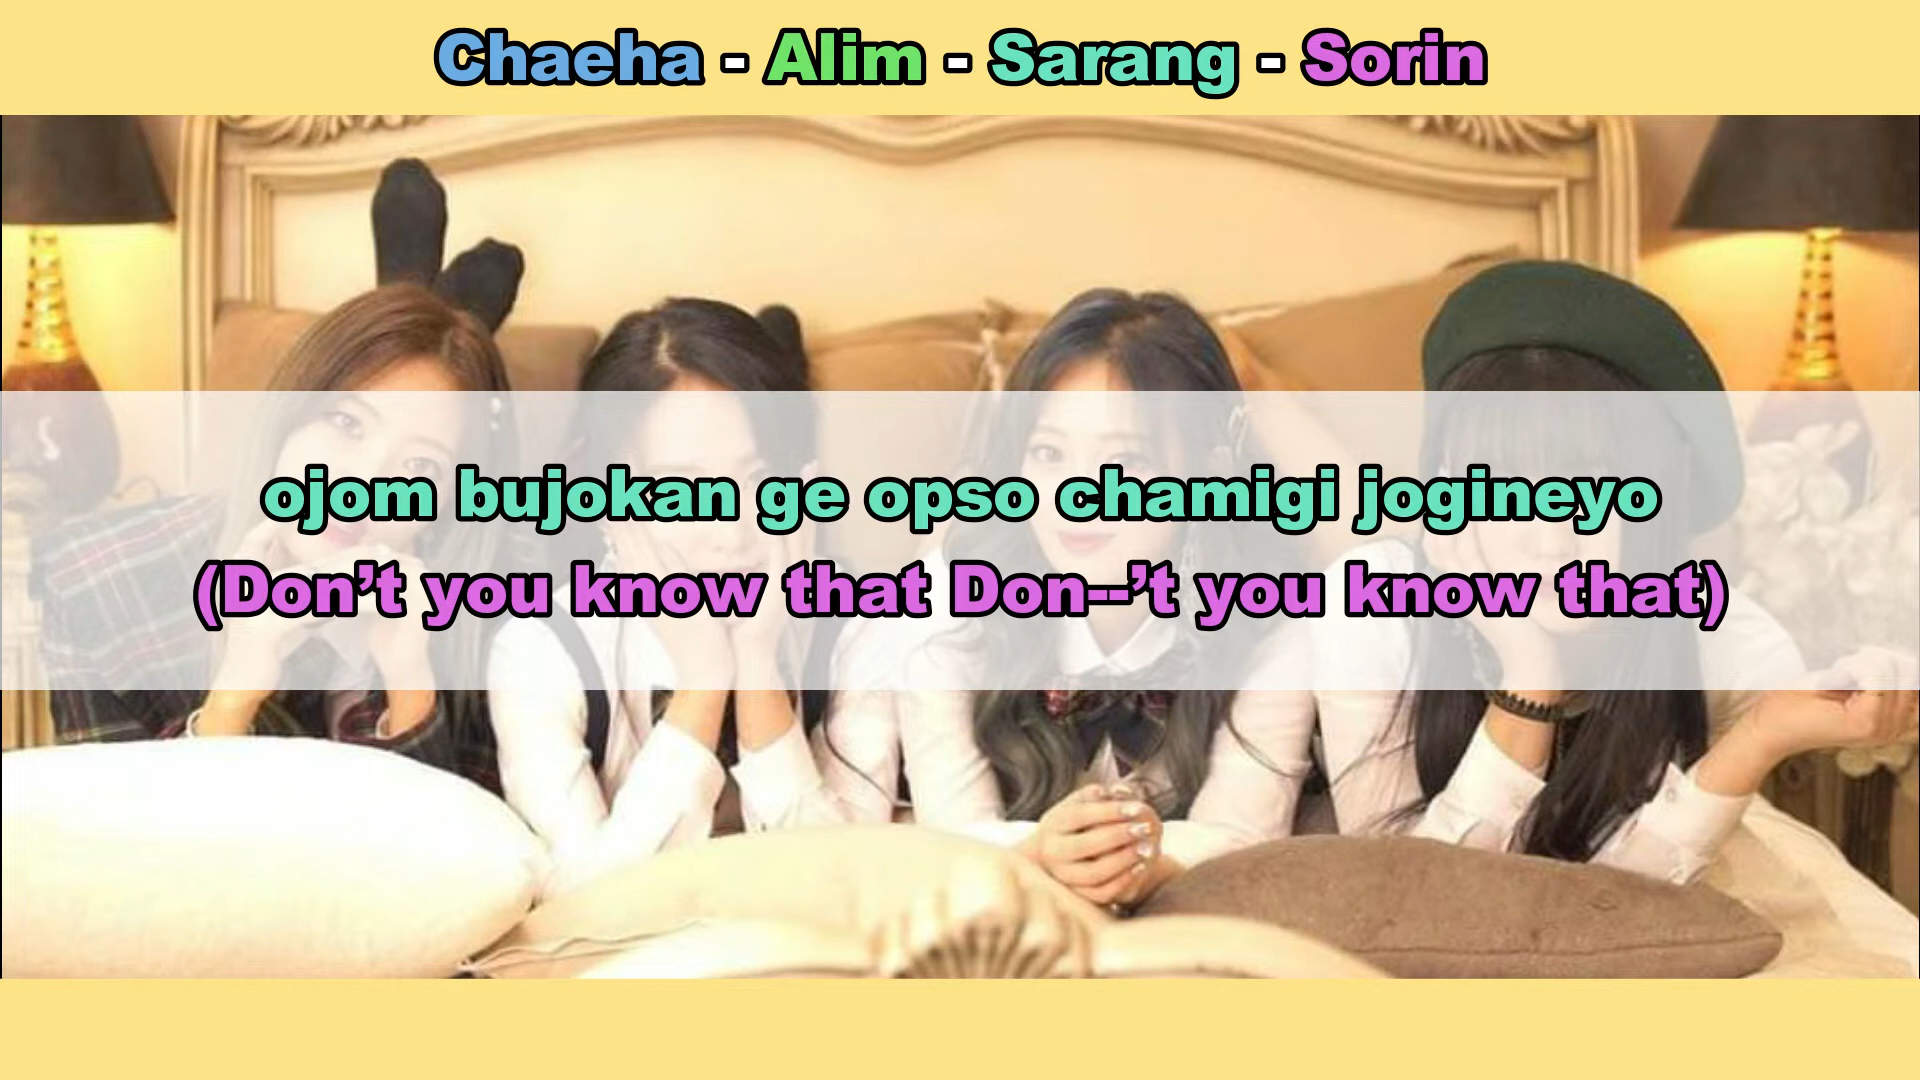 Chaeha - Alim - Sarang - Sorin
ojom bujokan ge opso chamigi jogineyo
(Don’t you know that Don--’t you know that)